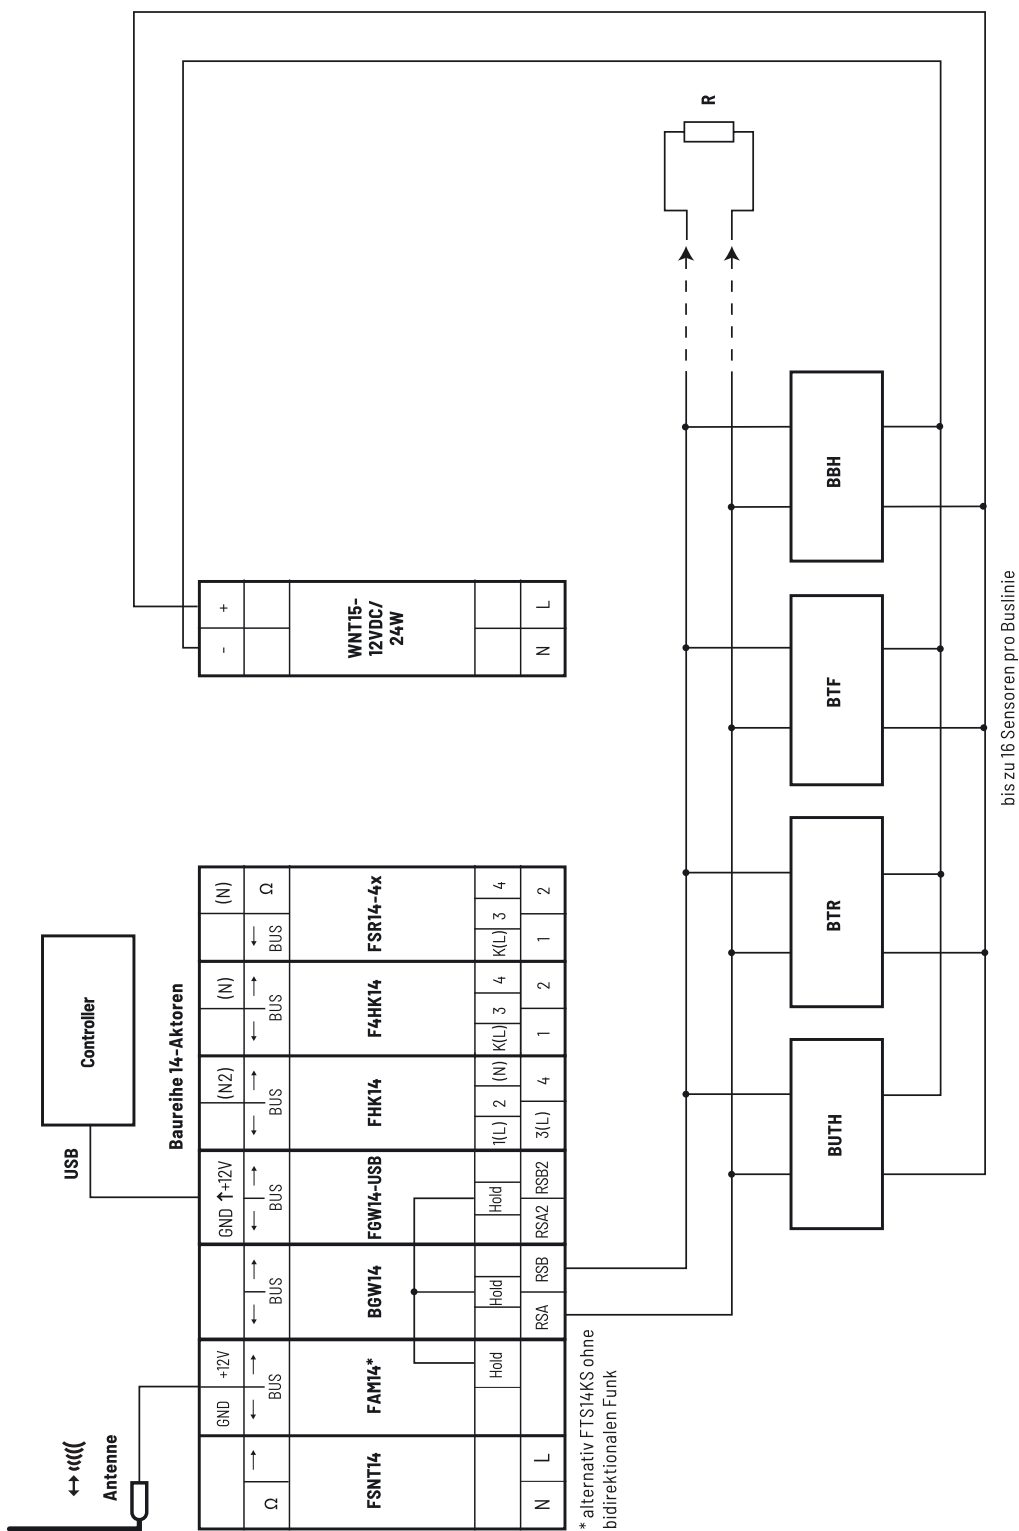 Controller
USB
Antenne
Baureihe 14-Aktoren
GND
+12V
GND
↑+12V
(N2)
(N)
(N)
-
+
Ω
→
←
→
BUS
←
→
BUS
←
→
BUS
←
→
BUS
←
→
BUS
←
BUS
Ω
FSNT14
FAM14*
BGW14
FGW14-USB
FHK14
F4HK14
FSR14-4x
WNT15-
12VDC/
24W
Hold
Hold
Hold
1(L)
2
(N)
K(L)
3
4
K(L)
3
4
N
L
RSA
RSB
RSA2
RSB2
3(L)
4
1
2
1
2
N
L
* alternativ FTS14KS ohne
bidirektionalen Funk
R
BUTH
BTR
BTF
BBH
bis zu 16 Sensoren pro Buslinie